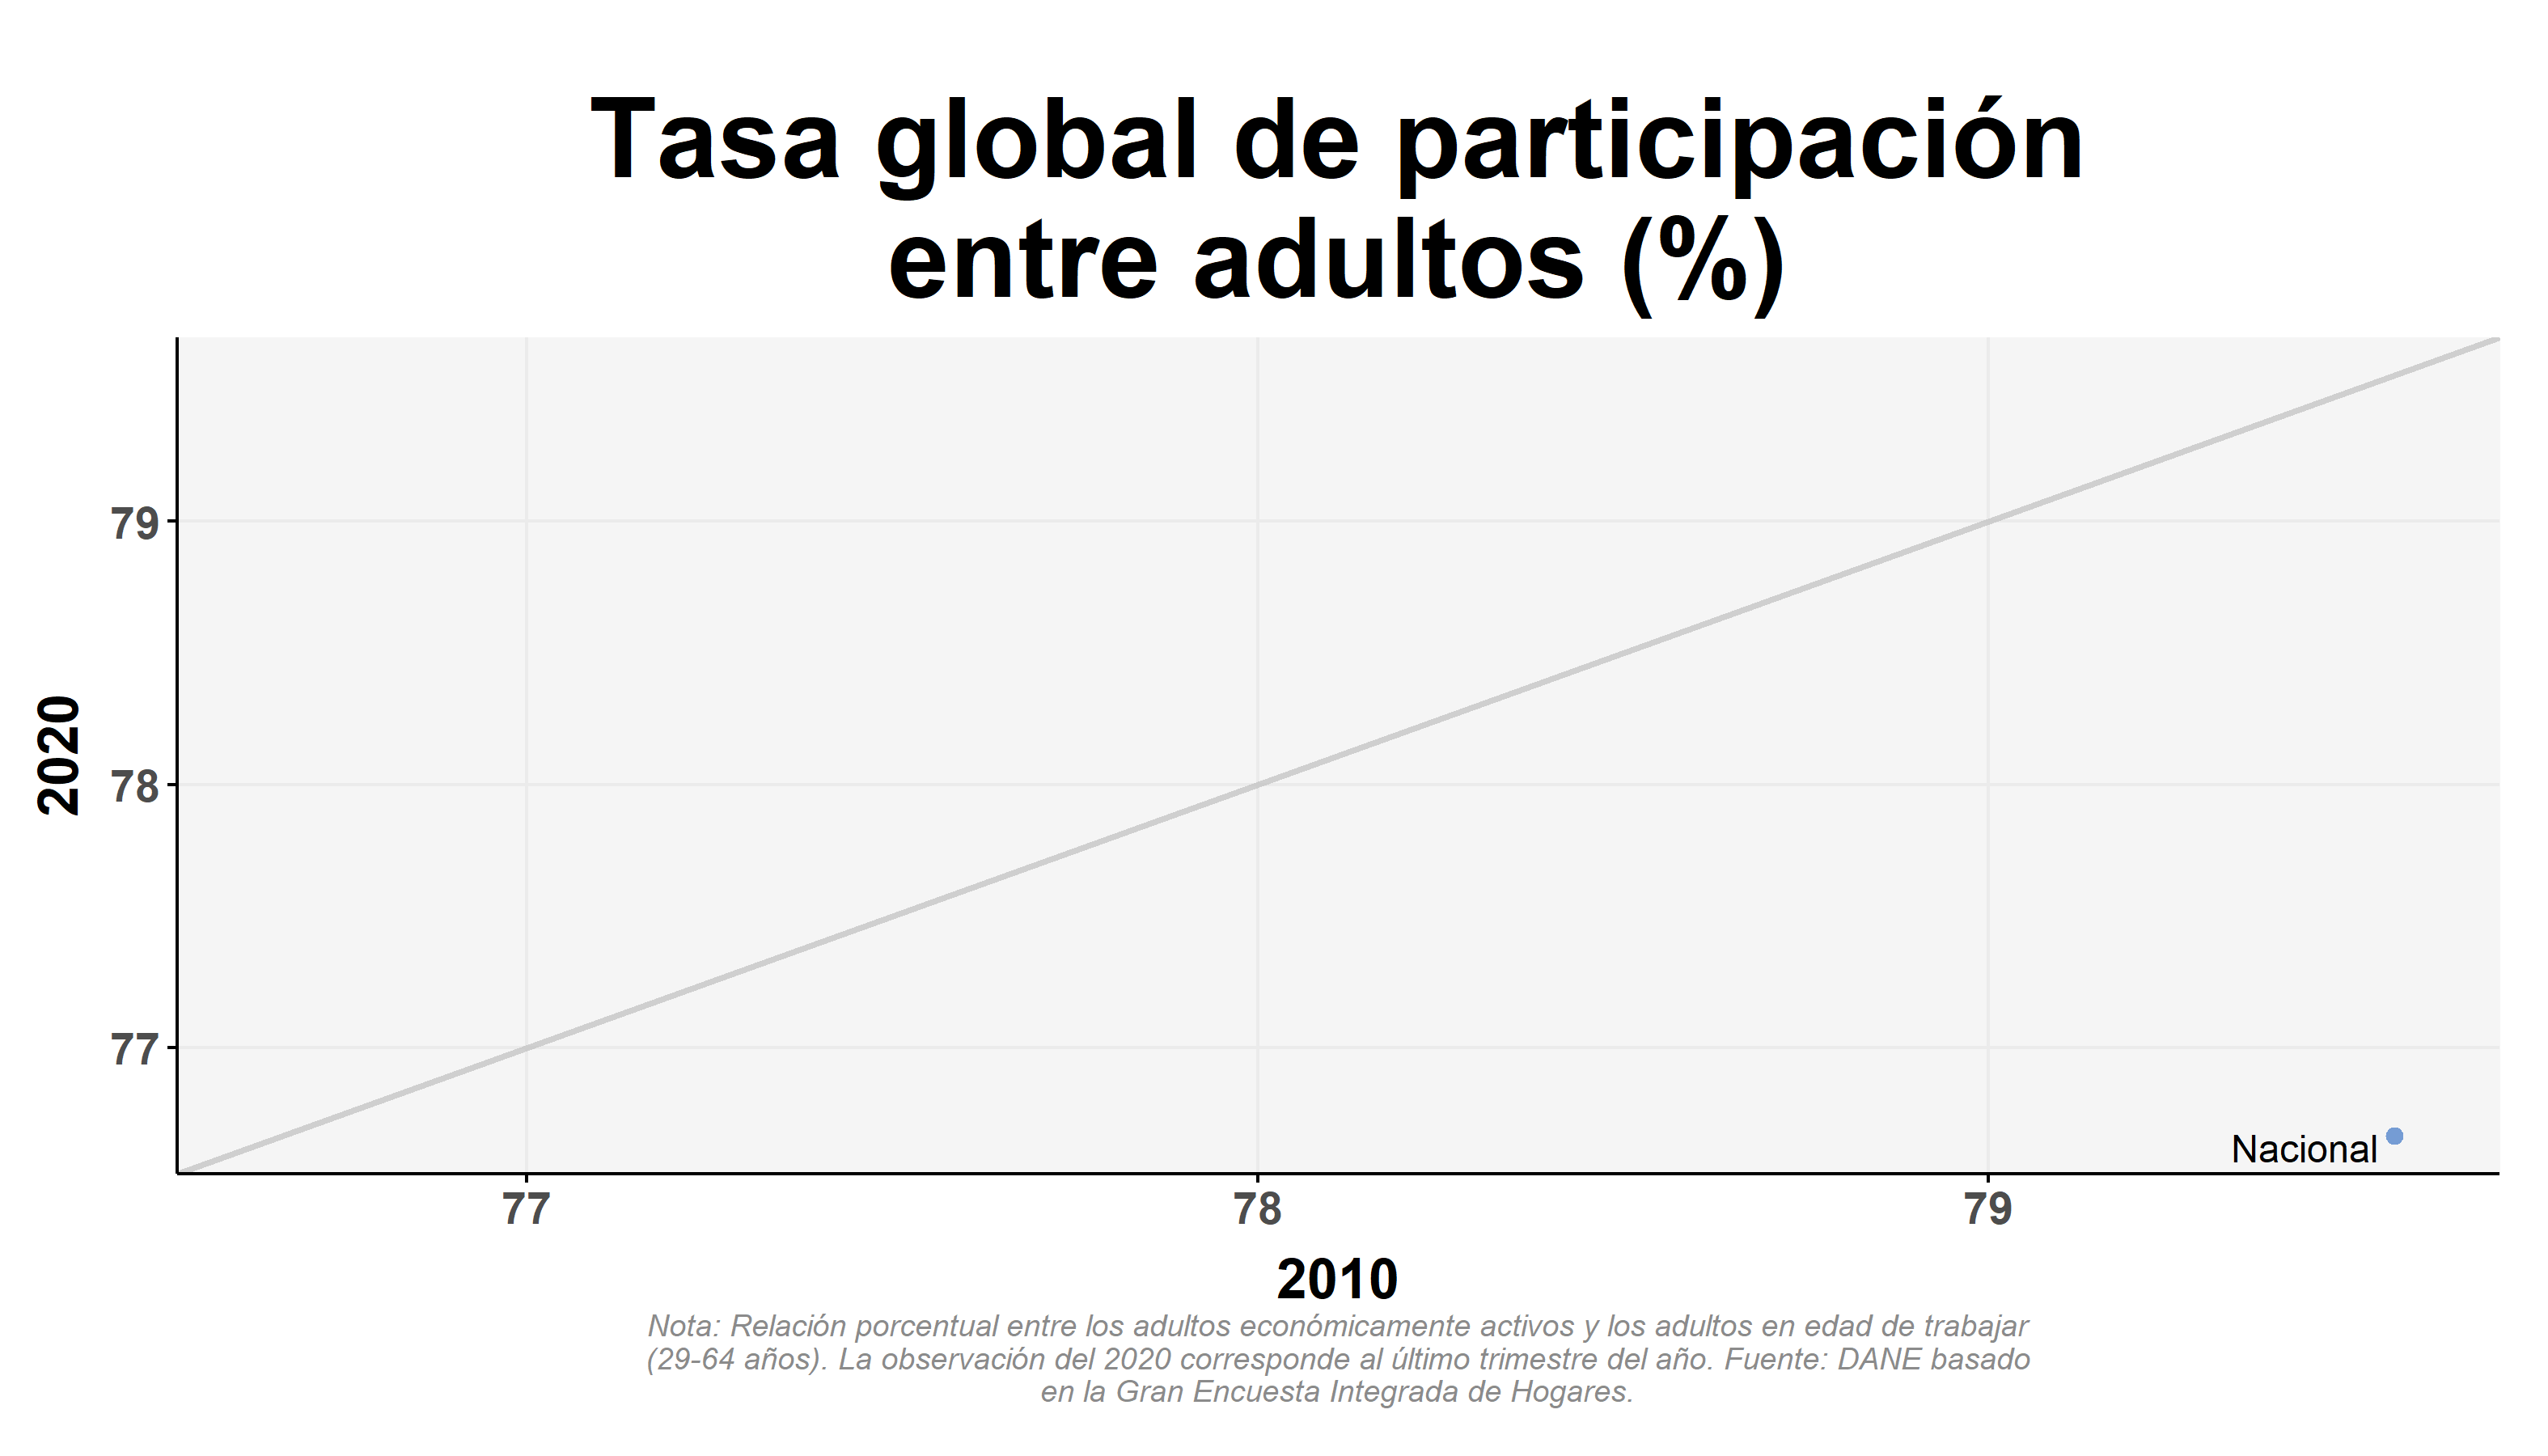 Tasa global de participación
entre adultos (%)
79
78
77
2020
Nacional
77
78
79
2010
Nota: Relación porcentual entre los adultos económicamente activos y los adultos en edad de trabajar
(29-64 años). La observación del 2020 corresponde al último trimestre del año. Fuente: DANE basado
en la Gran Encuesta Integrada de Hogares.